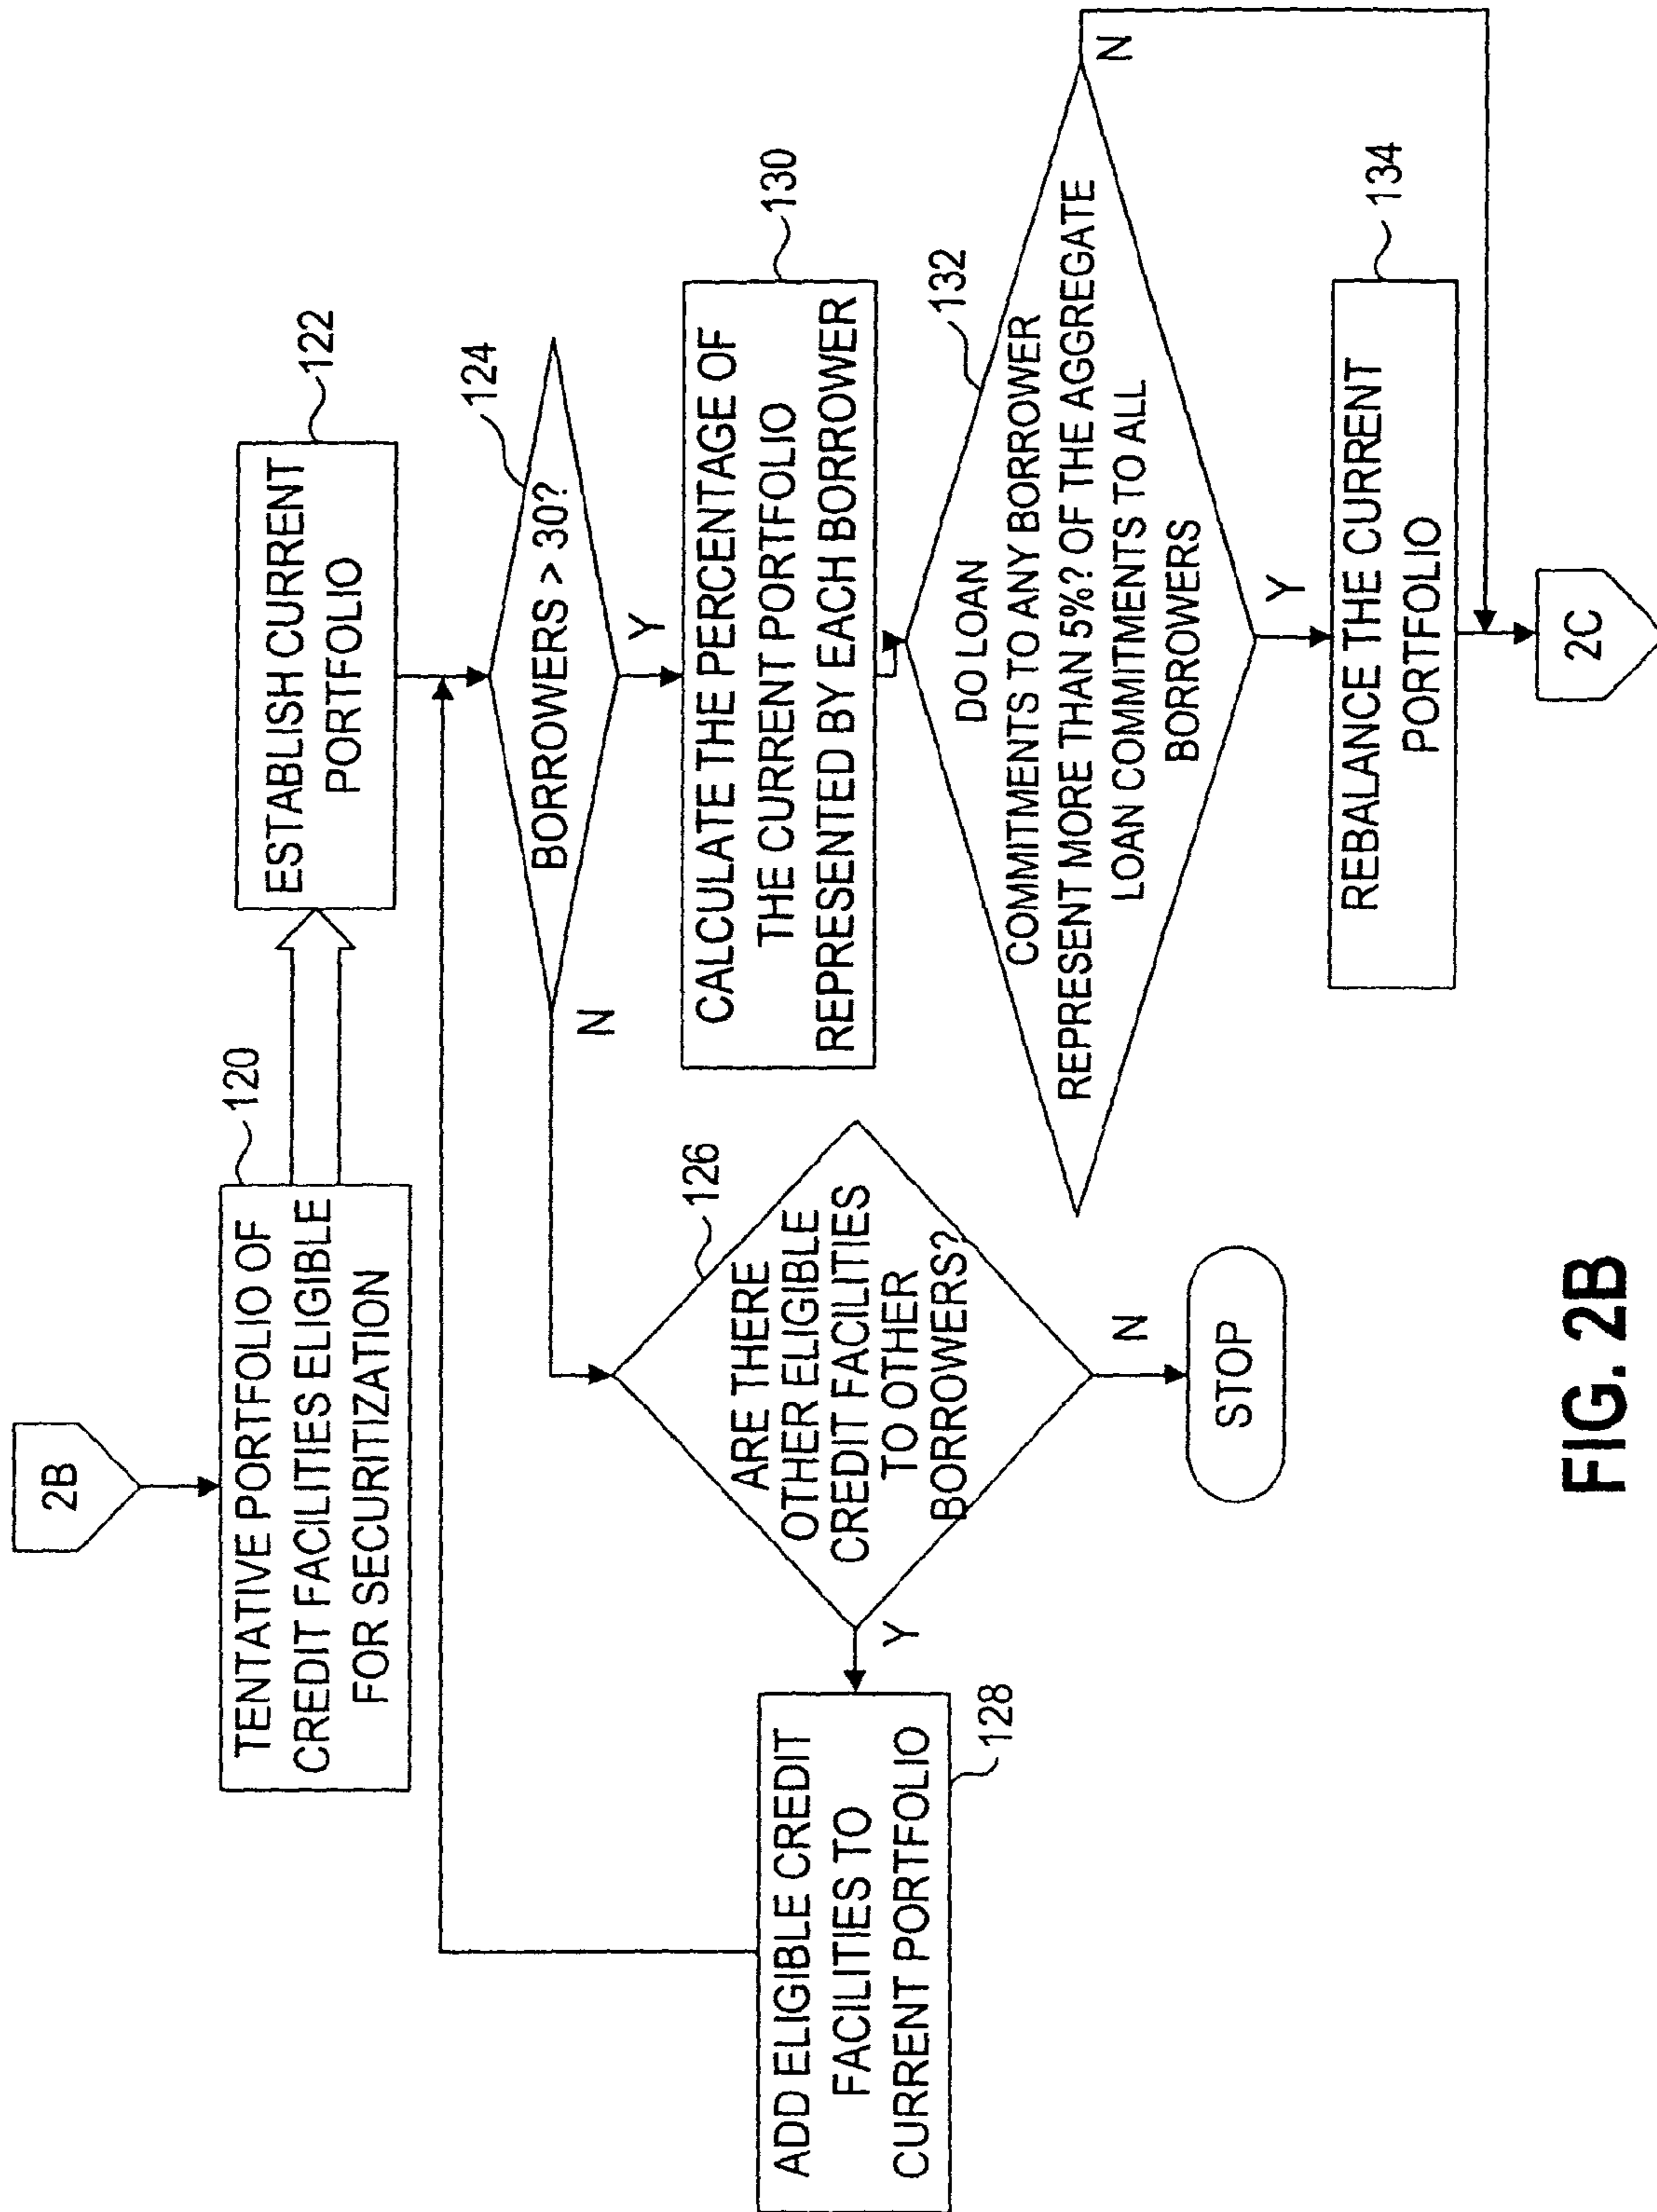 2B
TENTATIVE PORTFOLIO OF
CREDIT FACILITIES ELIGIBLE
FOR SECURITIZATION
120
ESTABLISH CURRENT
PORTFOLIO
122
BORROWERS > 30?
124
N
Y
ARE THERE
OTHER ELIGIBLE
CREDIT FACILITIES
TO OTHER
BORROWERS?
126
Y
N
ADD ELIGIBLE CREDIT
FACILITIES TO
CURRENT PORTFOLIO
128
STOP
CALCULATE THE PERCENTAGE OF
THE CURRENT PORTFOLIO
REPRESENTED BY EACH BORROWER
130
DO LOAN
COMMITMENTS TO ANY BORROWER
REPRESENT MORE THAN 5%? OF THE AGGREGATE
LOAN COMMITMENTS TO ALL
BORROWERS
132
N
Y
REBALANCE THE CURRENT
PORTFOLIO
134
2C
FIG. 2B